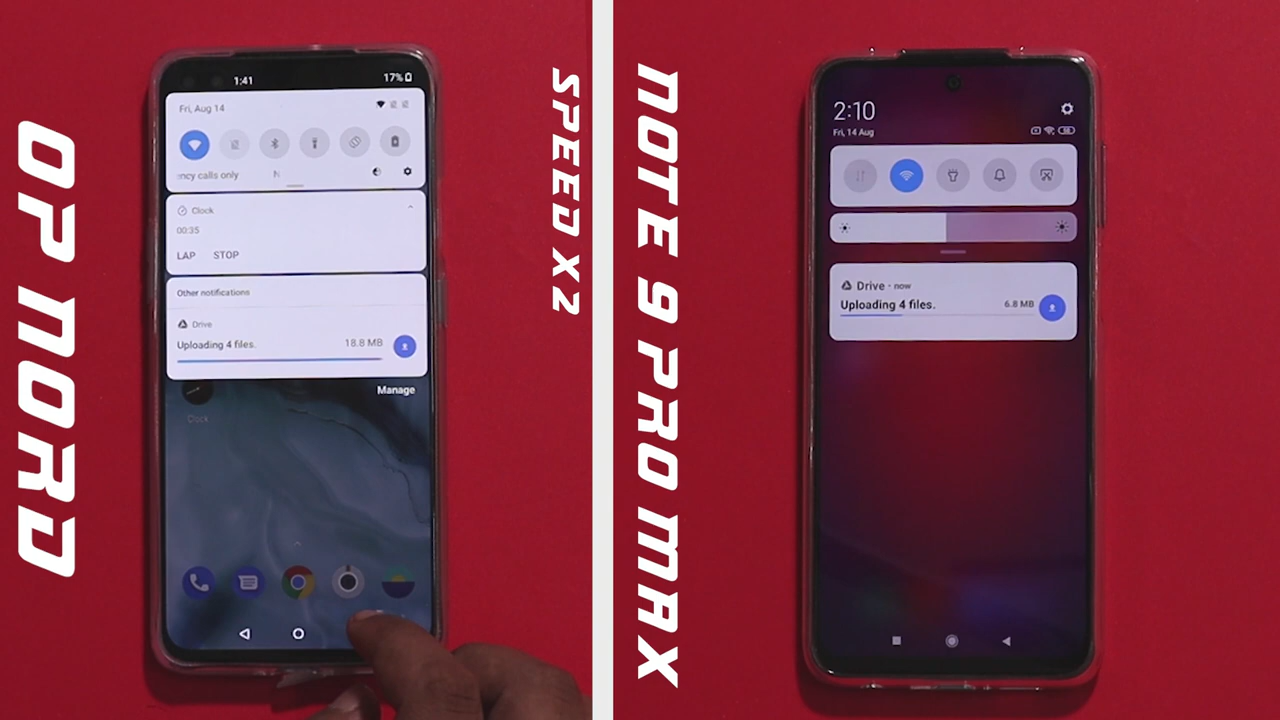 OP NORD
1:41
17%
Fri, Aug 14
ncy calls only
N
Clock
00:35
LAP STOP
Other notifications
Drive
Uploading 4 files.
18.8 MB
Manage
Clock
SPEED X 2
NOTE 9 PRO MAX
2:10
Fri, 14 Aug
Drive • now
Uploading 4 files.
6.8 MB